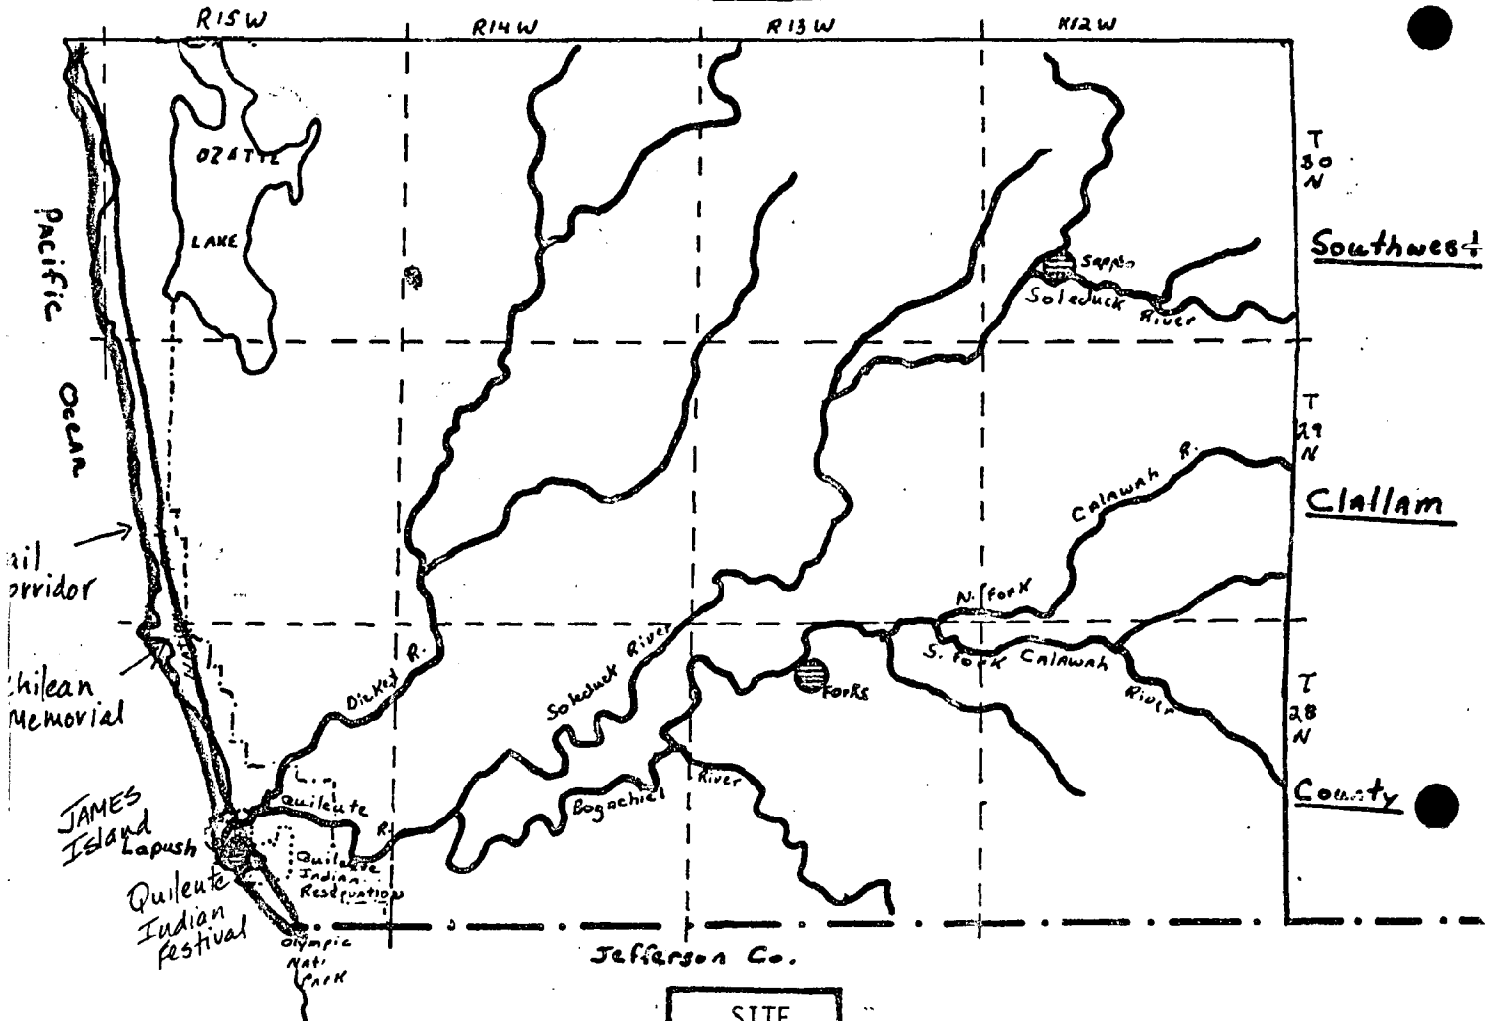 R15W
R14W
R13W
R12W
T
30
N
OZATTE
LAKE
Pacific
Ocean
Sappho
Soleduck
River
Southwest
T
29
N
Calawah
R.
Clallam
ail
orridor
N. Fork
S. Fork
Calawah
River
Dickey R.
Soleduck River
Forks
T
28
N
hilean
Memorial
NATL
County
Bogachiel
River
Quileute
R.
JAMES
Island
Lapush
Quileute
Indian
Reservation
Quileute
Indian
Festival
Olympic
Natl
Park
Jefferson Co.
SITE